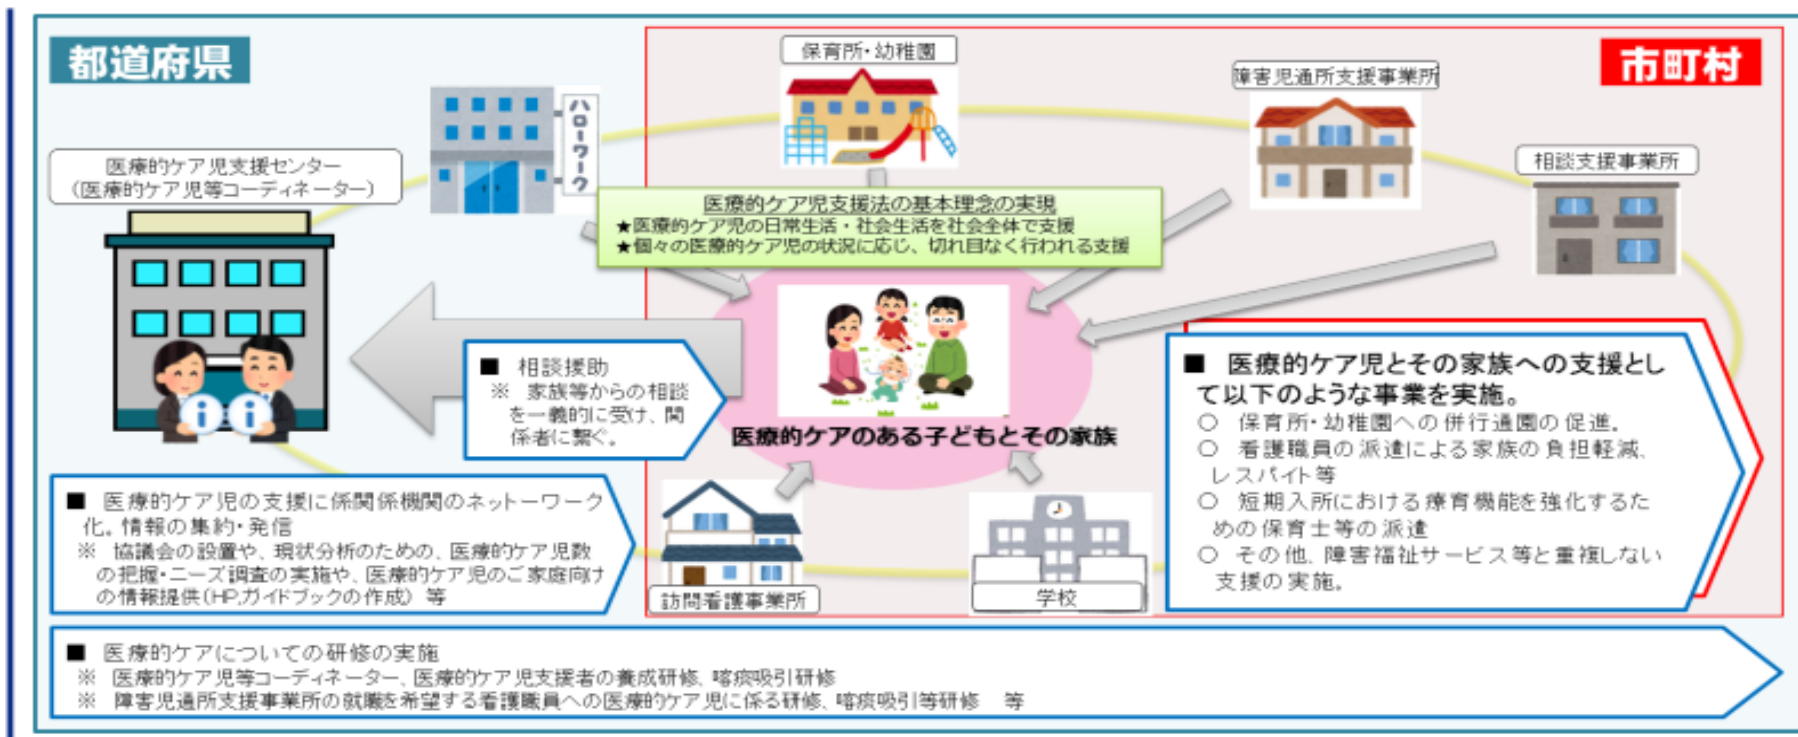 都道府県
市町村
保育所・幼稚園
障害児通所支援事業所
相談支援事業所
ハローワーク
医療的ケア児支援センター
（医療的ケア児等コーディネーター）
医療的ケア児支援法の基本理念の実現
★医療的ケア児の日常生活・社会生活を社会全体で支援
★個々の医療的ケア児の状況に応じ、切れ目なく行われる支援
■ 相談援助
※ 家族等からの相談
を一義的に受け、関
係者に繋ぐ。
医療的ケアのある子どもとその家族
■ 医療的ケア児とその家族への支援とし
て以下のような事業を実施。
○ 保育所・幼稚園への併行通園の促進。
○ 看護職員の派遣による家族の負担軽減、
レスパイト等
○ 短期入所における療育機能を強化するた
めの保育士等の派遣
○ その他、障害福祉サービス等と重複しない
支援の実施。
■ 医療的ケア児の支援に係関係機関のネットーワーク
化。情報の集約・発信
※ 協議会の設置や、現状分析のための、医療的ケア児数
の把握・ニーズ調査の実施や、医療的ケア児のご家庭向け
の情報提供（HP,ガイドブックの作成） 等
訪問看護事業所
学校
■ 医療的ケアについての研修の実施
※ 医療的ケア児等コーディネーター、医療的ケア児支援者の養成研修、喀痰吸引研修
※ 障害児通所支援事業所の就職を希望する看護職員への医療的ケア児に係る研修、喀痰吸引等研修 等